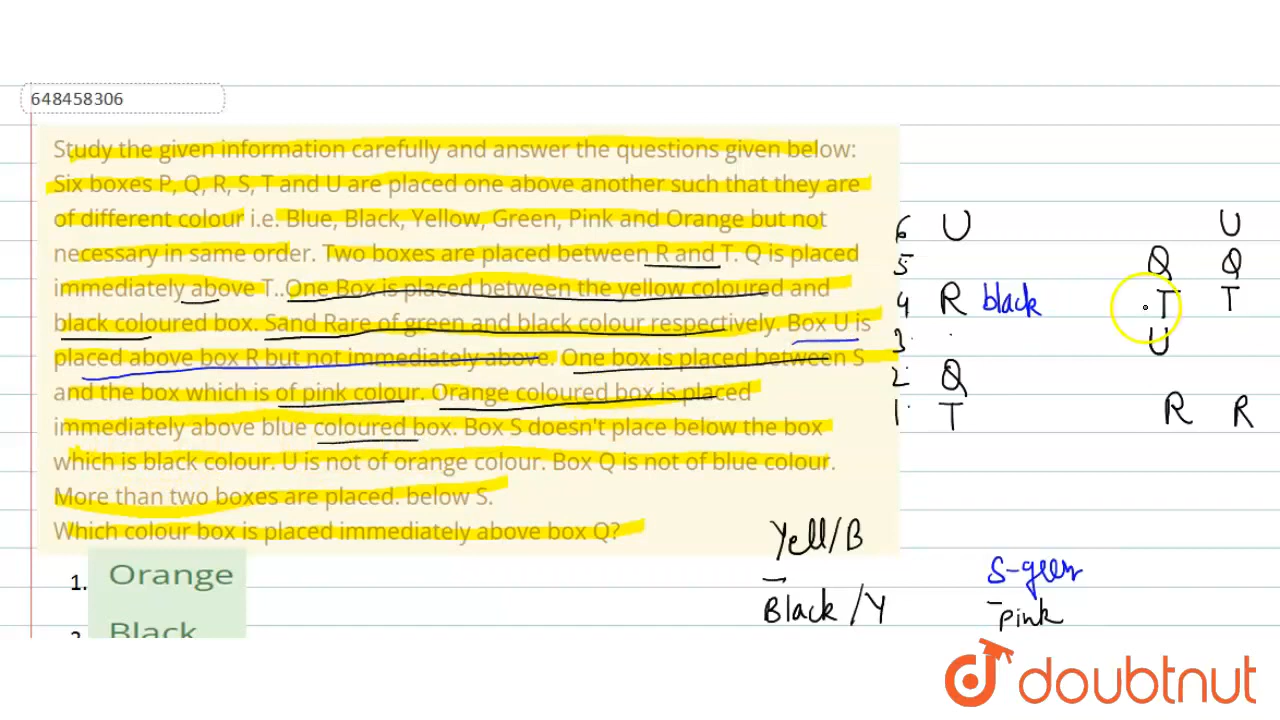 648458306
Study the given information carefully and answer the questions given below:
Six boxes P, Q, R, S, T and U are placed one above another such that they are
of different colour i.e. Blue, Black, Yellow, Green, Pink and Orange but not
necessary in same order. Two boxes are placed between R and T. Q is placed
immediately above T..One Box is placed between the yellow coloured and
black coloured box. Sand Rare of green and black colour respectively. Box U is
placed above box R but not immediately above. One box is placed between S
and the box which is of pink colour. Orange coloured box is placed
immediately above blue coloured box. Box S doesn't place below the box
which is black colour. U is not of orange colour. Box Q is not of blue colour.
More than two boxes are placed. below S.
Which colour box is placed immediately above box Q?
1. Orange
2. Black
6 U U
5 Q Q
4 R black T T
3 U
2 Q
1 T R R
Yell/B
Black/Y
S-green
pink
doubtnut